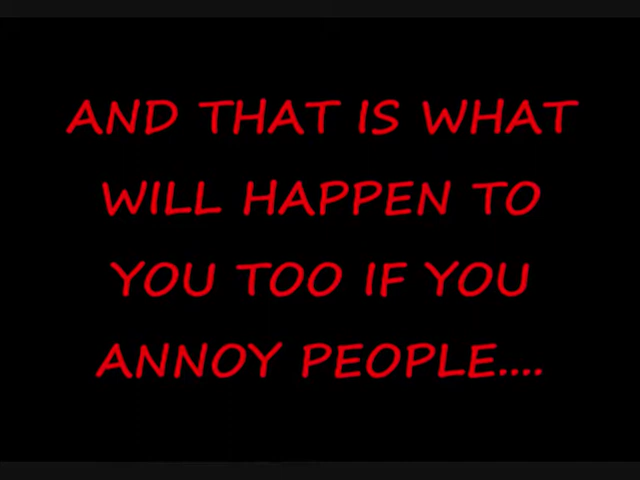 AND THAT IS WHAT
WILL HAPPEN TO
YOU TOO IF YOU
ANNOY PEOPLE....